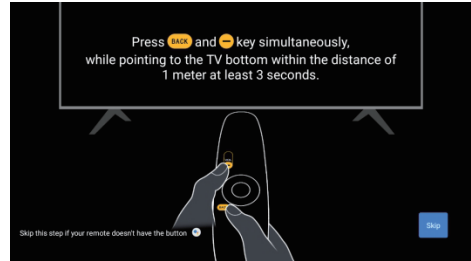 Press BACK and − key simultaneously,
while pointing to the TV bottom within the distance of
1 meter at least 3 seconds.
BACK
Skip this step if your remote doesn't have the button
Skip